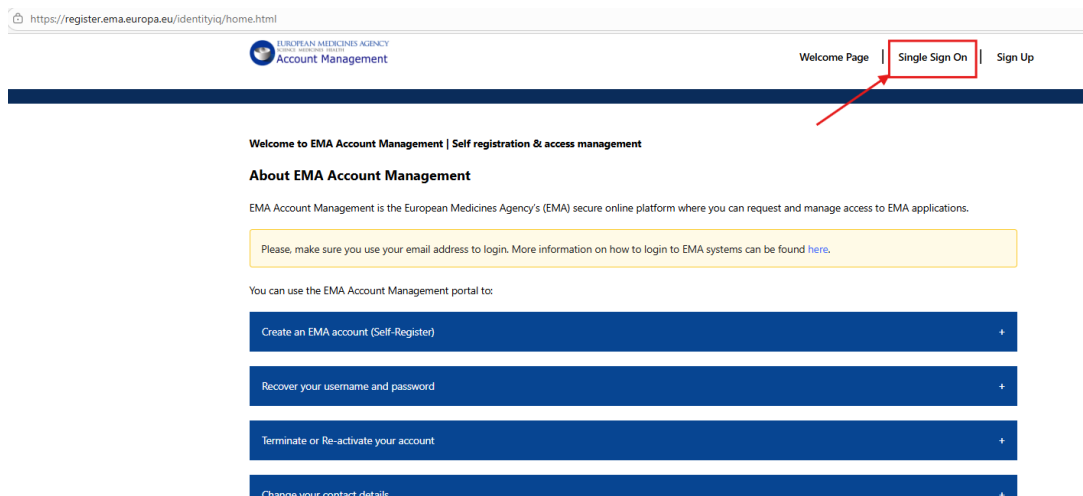 https://register.ema.europa.eu/identityiq/home.html
EUROPEAN MEDICINES AGENCY
SCIENCE MEDICINES HEALTH
Account Management
Welcome Page | Single Sign On | Sign Up
Welcome to EMA Account Management | Self registration & access management
About EMA Account Management
EMA Account Management is the European Medicines Agency's (EMA) secure online platform where you can request and manage access to EMA applications.
Please, make sure you use your email address to login. More information on how to login to EMA systems can be found here.
You can use the EMA Account Management portal to:
Create an EMA account (Self-Register) +
Recover your username and password +
Terminate or Re-activate your account +
Change your contact details +